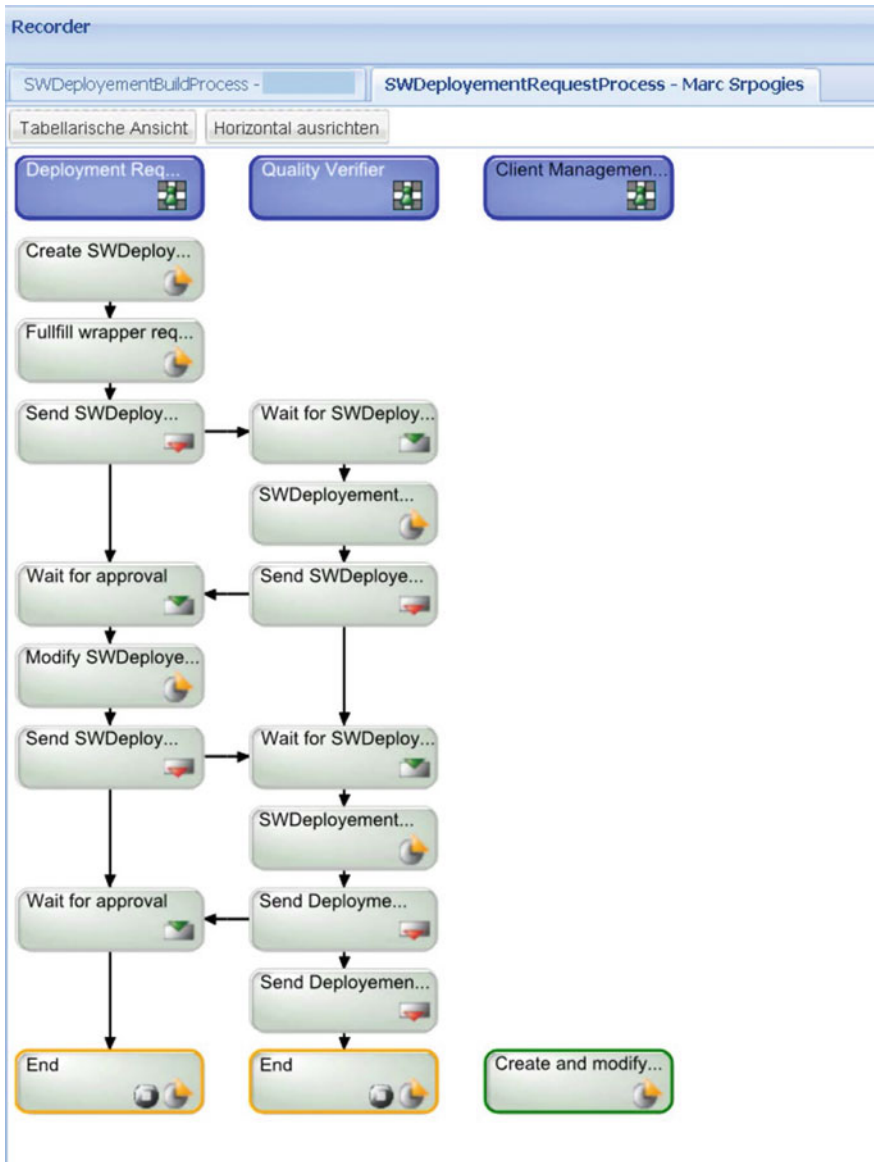 Recorder
SWDeployementBuildProcess -
SWDeployementRequestProcess - Marc Srpogies
Tabellarische Ansicht
Horizontal ausrichten
Deployment Req...
Quality Verifier
Client Managemen...
Create SWDeploy...
Fullfill wrapper req...
Send SWDeploy...
Wait for SWDeploy...
SWDeployement...
Wait for approval
Send SWDeploye...
Modify SWDeploye...
Send SWDeploy...
Wait for SWDeploy...
SWDeployement...
Wait for approval
Send Deployme...
Send Deployemen...
End
End
Create and modify...